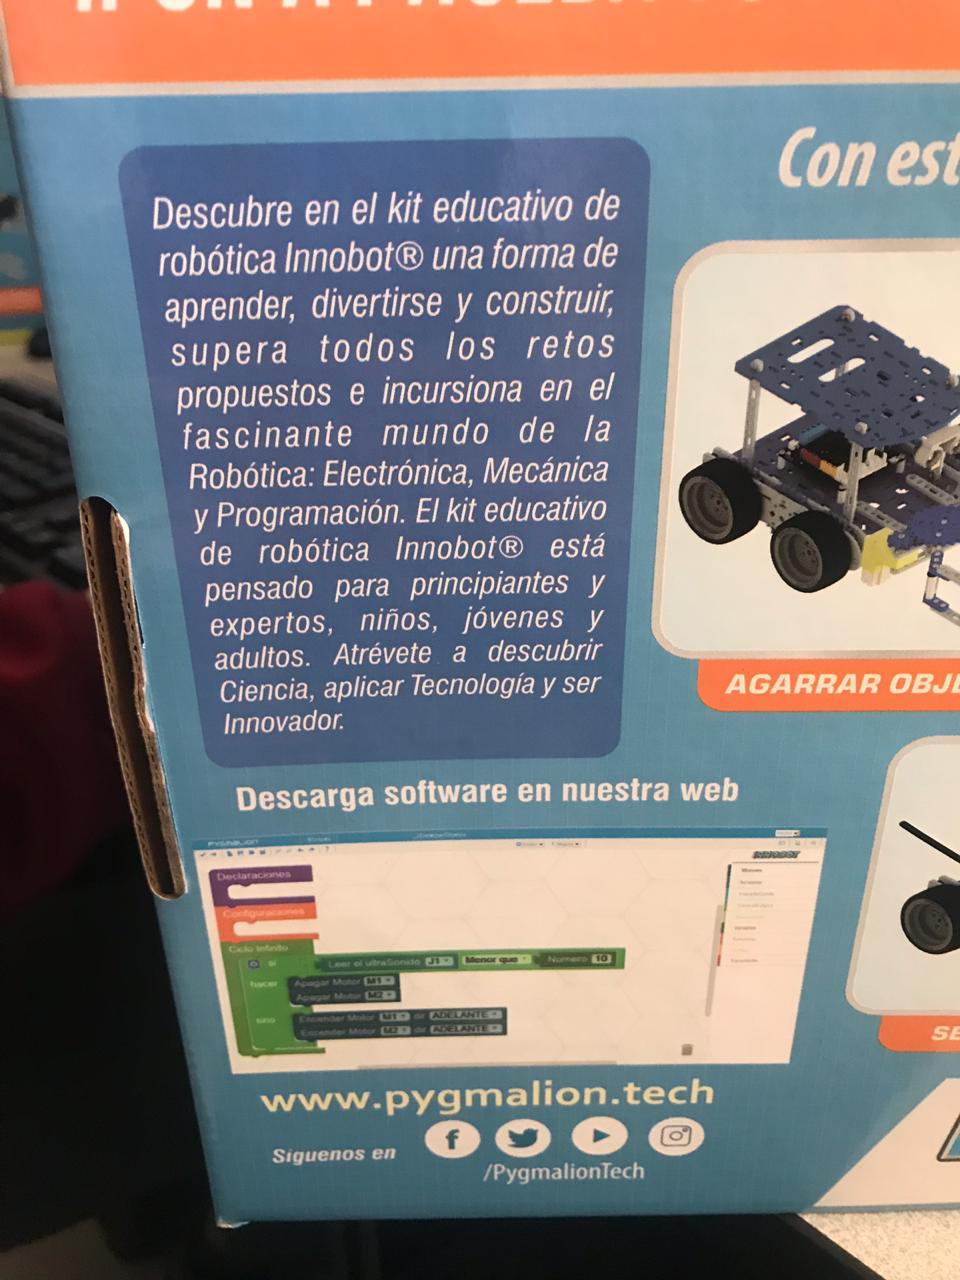 Descubre en el kit educativo de
robótica Innobot® una forma de
aprender, divertirse y construir,
supera todos los retos
propuestos e incursiona en el
fascinante mundo de la
Robótica: Electrónica, Mecánica
y Programación. El kit educativo
de robótica Innobot® está
pensado para principiantes y
expertos, niños, jóvenes y
adultos. Atrévete a descubrir
Ciencia, aplicar Tecnología y ser
Innovador.
Con est
AGARRAR OBJE
SE
Descarga software en nuestra web
PYGMALION
INNOBOT
Declaraciones
Configuraciones
Ciclo Infinito
si Leer el ultraSonido J1 Menor que Número 10
hacer Apagar Motor M1
Apagar Motor M2
sino Encender Motor M1 dir ADELANTE
Encender Motor M2 dir ADELANTE
www.pygmalion.tech
Síguenos en
/PygmalionTech